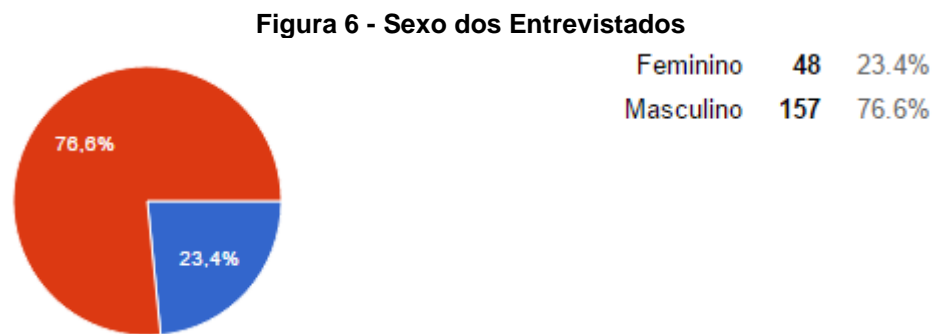 Figura 6 - Sexo dos Entrevistados
Feminino 48 23.4%
Masculino 157 76.6%
76,6%
23,4%